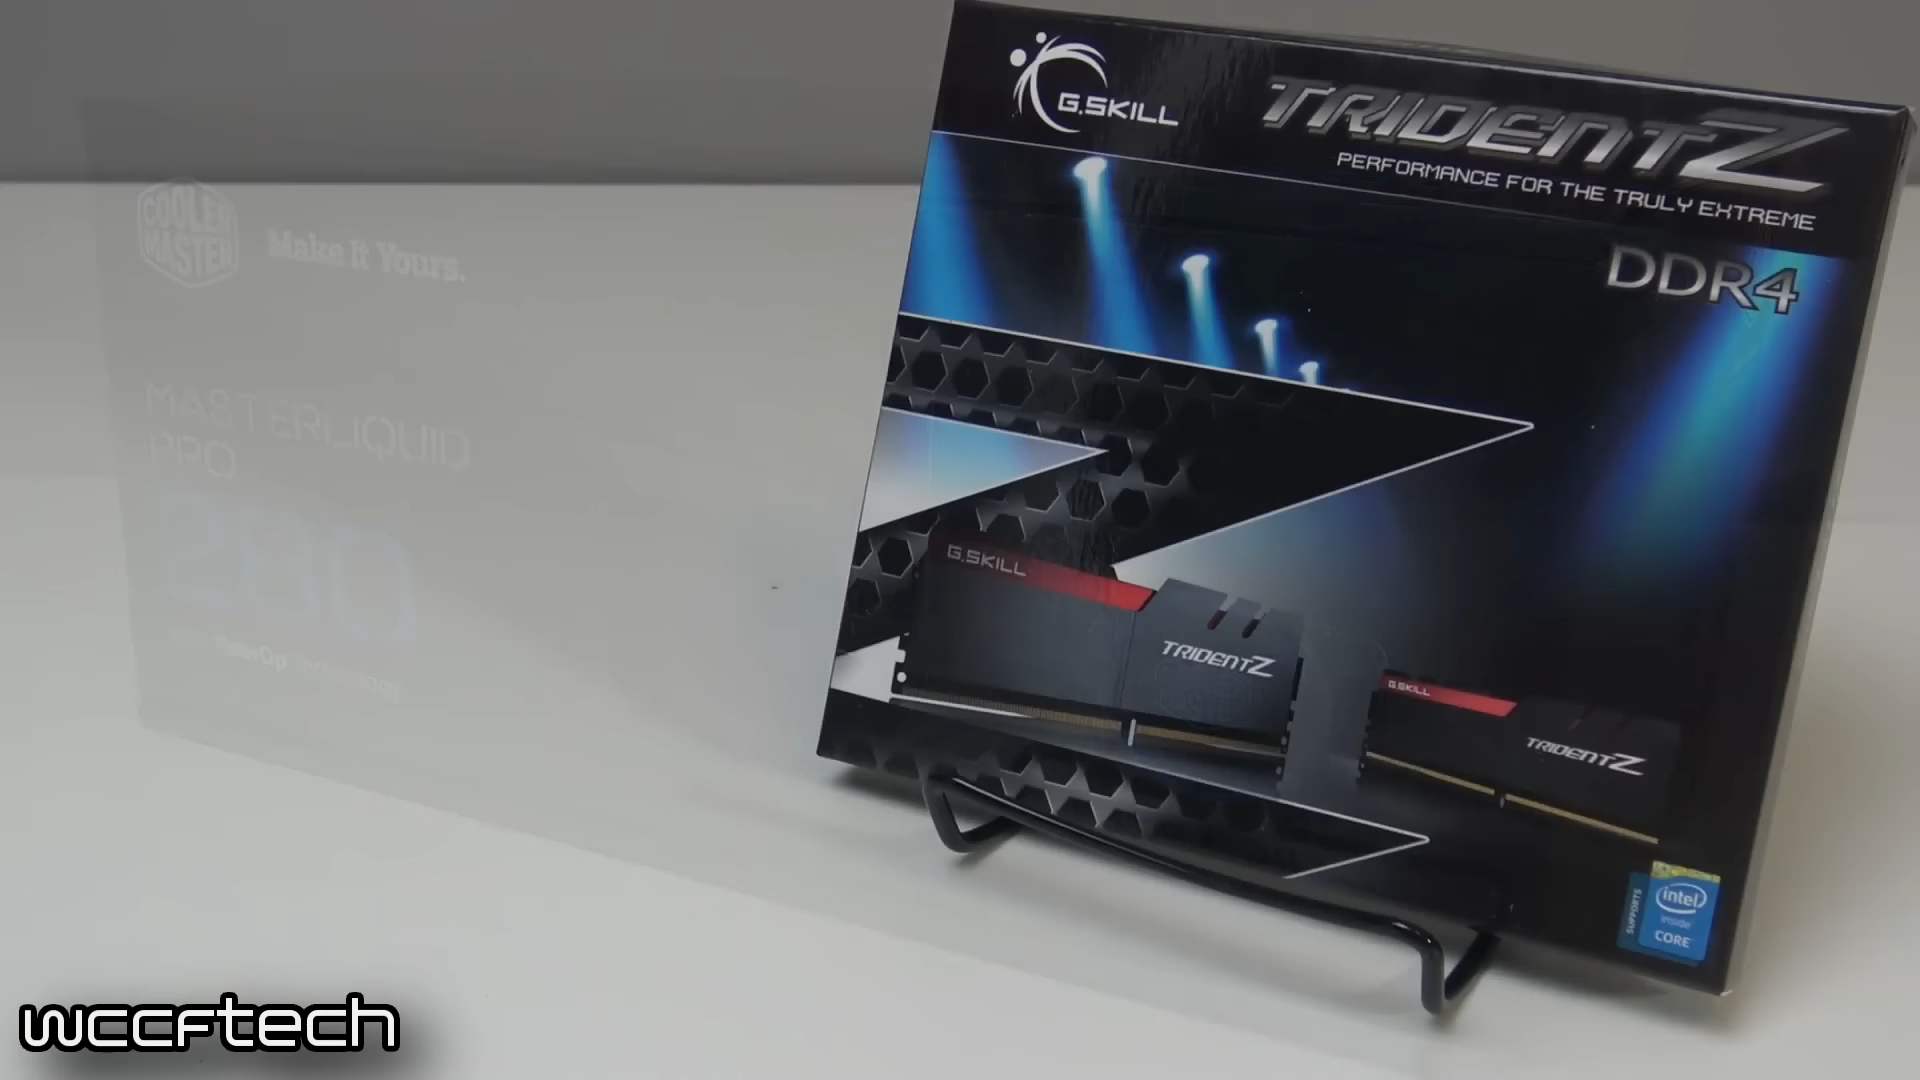 G.SKILL
TRIDENTZ
PERFORMANCE FOR THE TRULY EXTREME
DDR4
COOLER
MASTER
Make It Yours.
MASTERLIQUID
PRO
280
G.SKILL
TRIDENTZ
G.SKILL
TRIDENTZ
SUPPORTS
intel
inside
CORE
wccftech